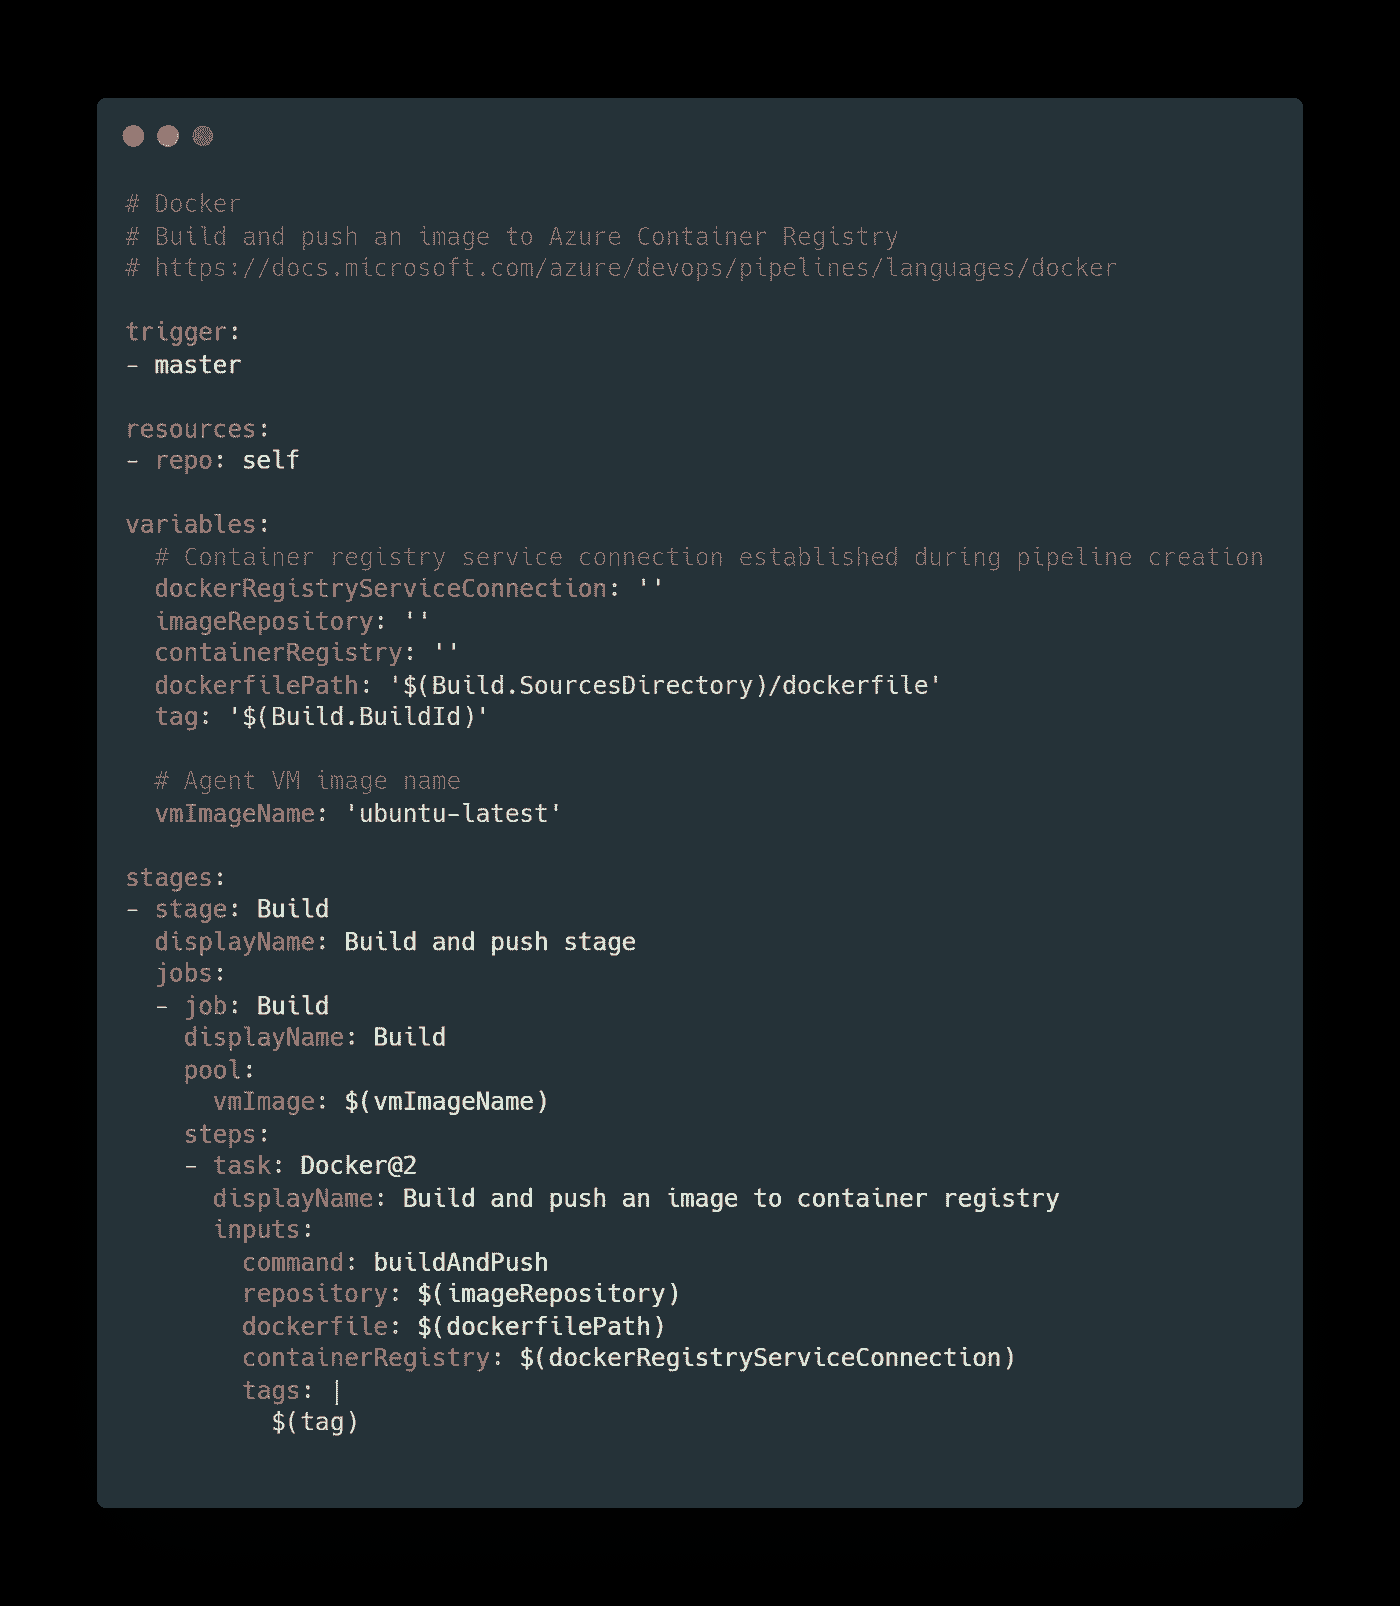 # Docker
# Build and push an image to Azure Container Registry
# https://docs.microsoft.com/azure/devops/pipelines/languages/docker

trigger:
- master

resources:
- repo: self

variables:
  # Container registry service connection established during pipeline creation
  dockerRegistryServiceConnection: ''
  imageRepository: ''
  containerRegistry: ''
  dockerfilePath: '$(Build.SourcesDirectory)/dockerfile'
  tag: '$(Build.BuildId)'

  # Agent VM image name
  vmImageName: 'ubuntu-latest'

stages:
- stage: Build
  displayName: Build and push stage
  jobs:
  - job: Build
    displayName: Build
    pool:
      vmImage: $(vmImageName)
    steps:
    - task: Docker@2
      displayName: Build and push an image to container registry
      inputs:
        command: buildAndPush
        repository: $(imageRepository)
        dockerfile: $(dockerfilePath)
        containerRegistry: $(dockerRegistryServiceConnection)
        tags: |
          $(tag)